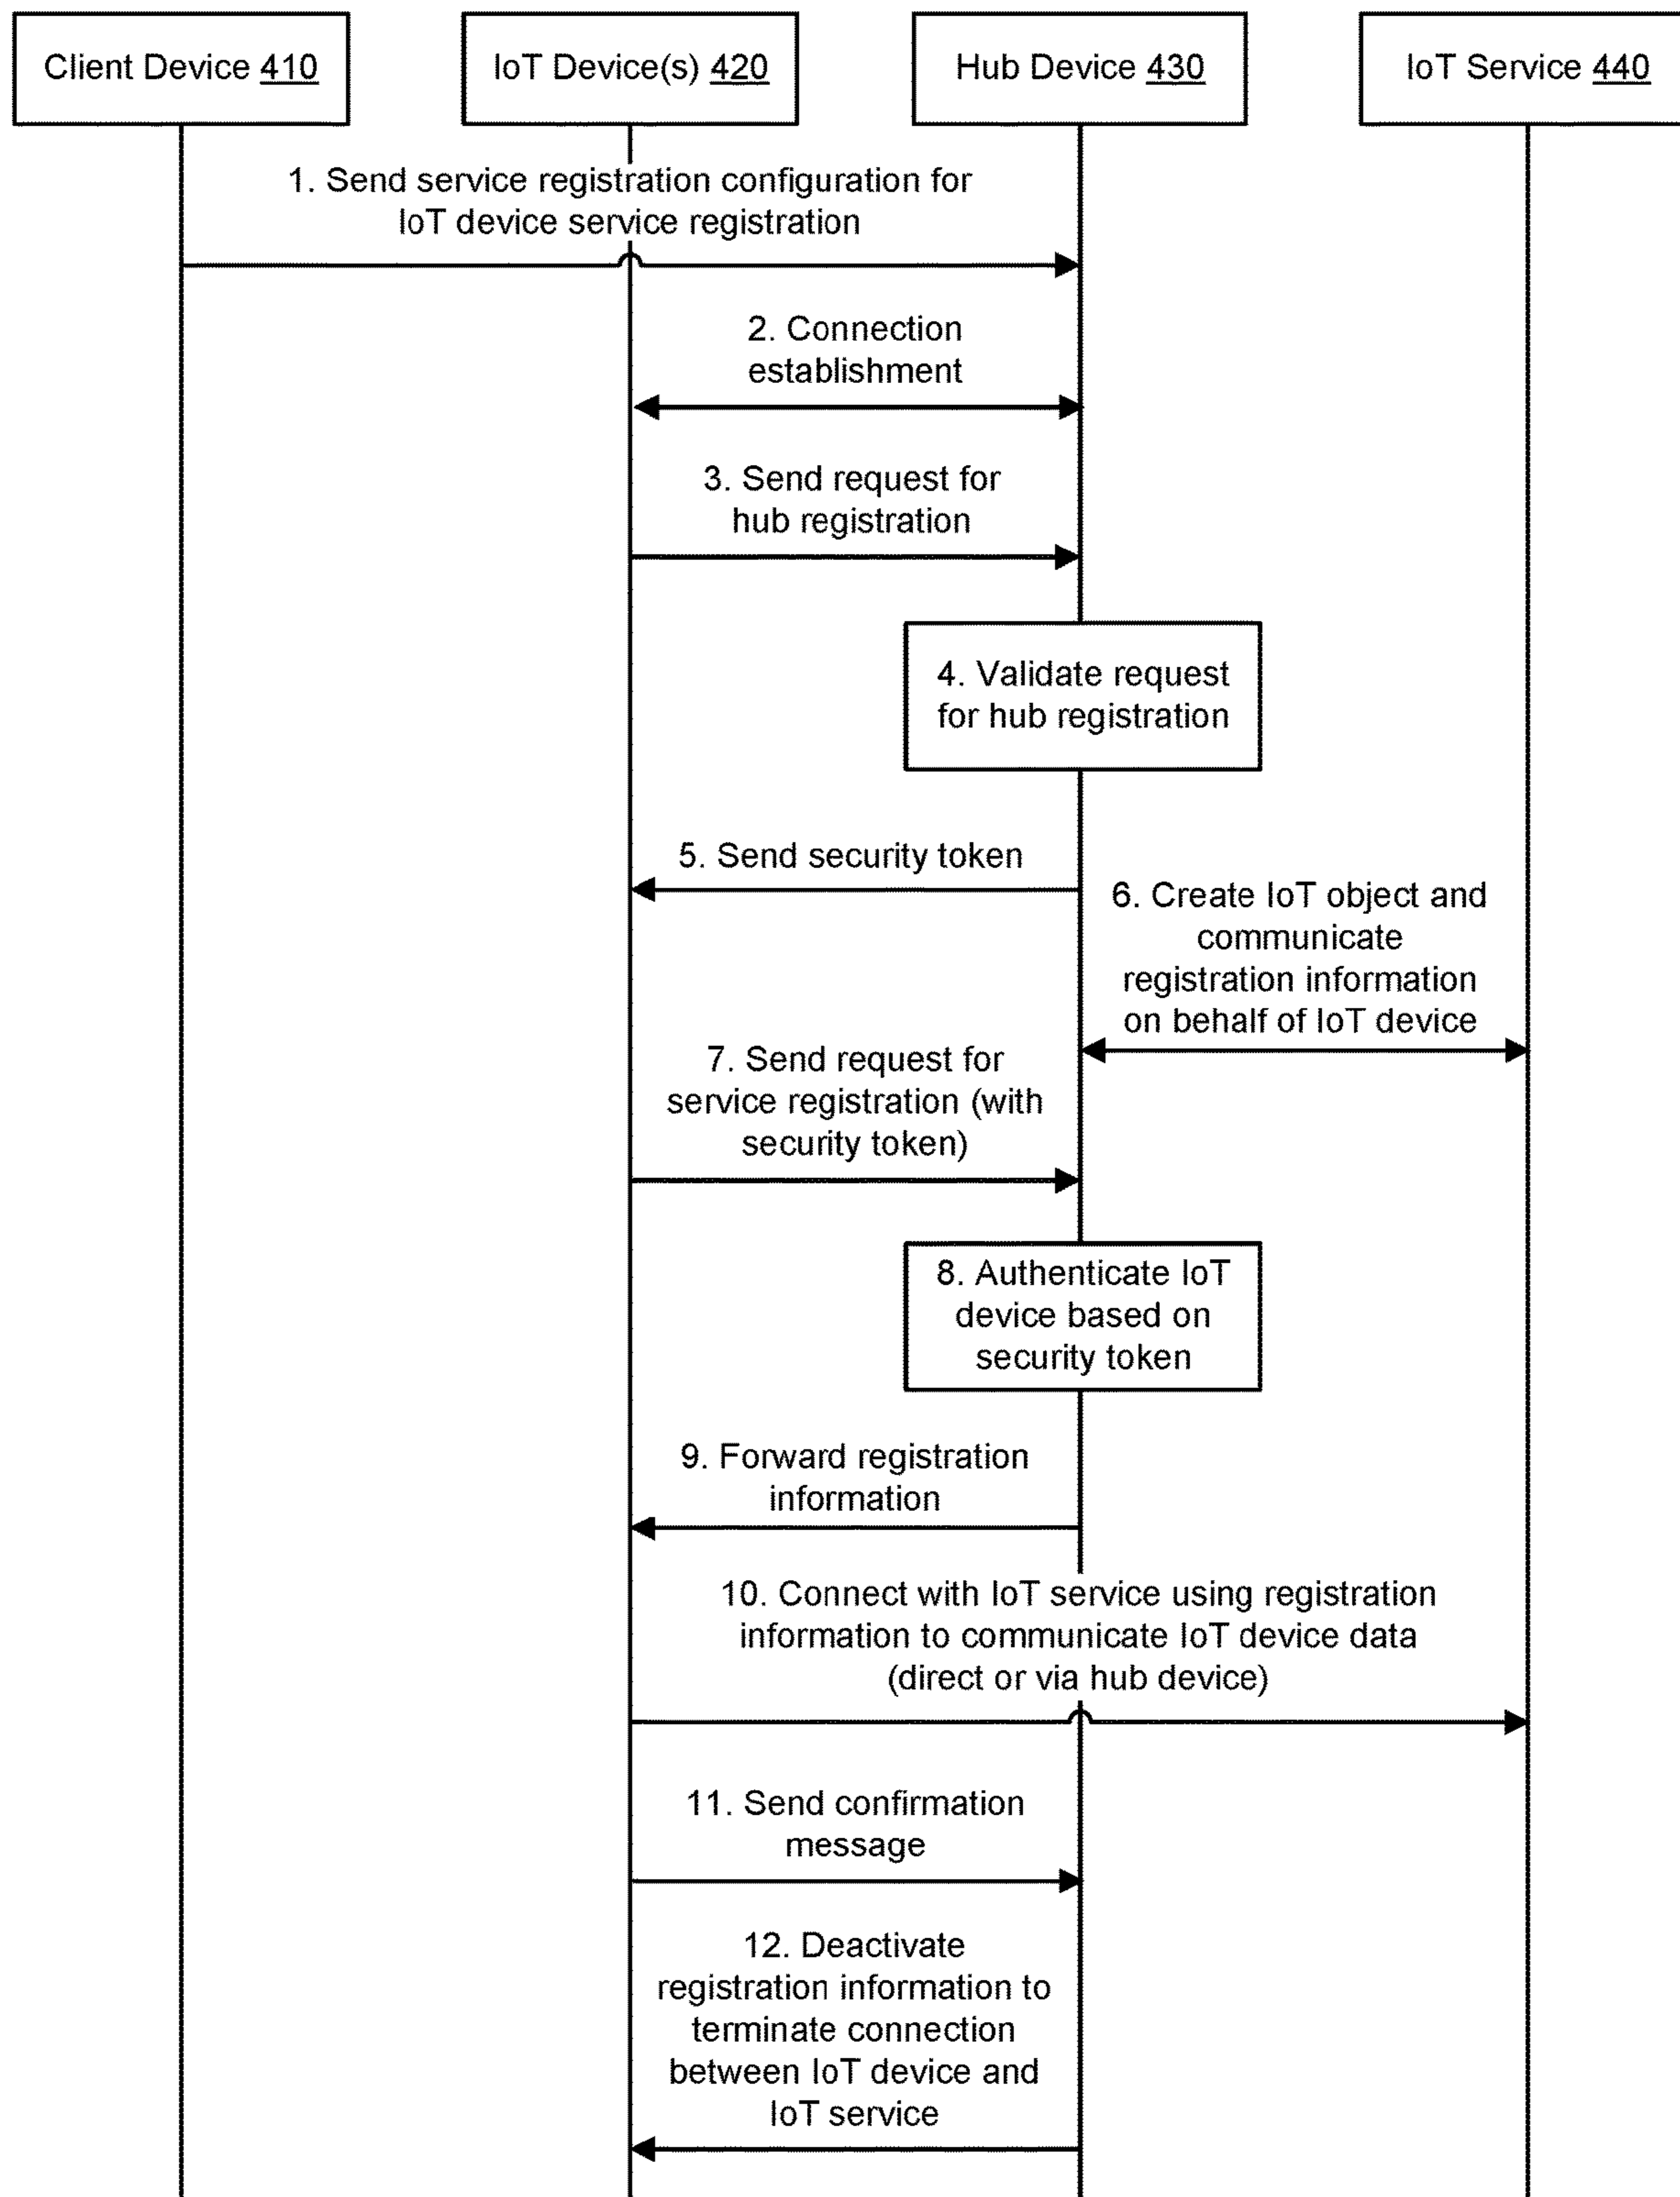 Client Device 410
IoT Device(s) 420
Hub Device 430
IoT Service 440
1. Send service registration configuration for
IoT device service registration
2. Connection
establishment
3. Send request for
hub registration
4. Validate request
for hub registration
5. Send security token
6. Create IoT object and
communicate
registration information
on behalf of IoT device
7. Send request for
service registration (with
security token)
8. Authenticate IoT
device based on
security token
9. Forward registration
information
10. Connect with IoT service using registration
information to communicate IoT device data
(direct or via hub device)
11. Send confirmation
message
12. Deactivate
registration information to
terminate connection
between IoT device and
IoT service